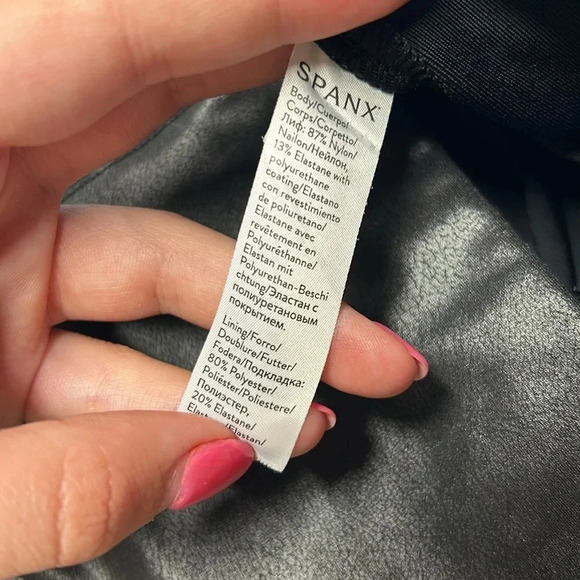 SPANX
Body/Cuerpo/
Corps/Corpetto/
Лиф: 87% Nylon/
Nailon/Нейлон,
13% Elastane with
polyurethane
coating/Elastano
con revestimiento
de poliuretano/
Elastane avec
revêtement en
Polyuréthanne/
Elastan mit
Polyurethan-Beschi
chtung/Эластан с
полиуретановым
покрытием.
Lining/Forro/
Doublure/Futter/
Fodera/Подкладка:
80% Polyester/
Poliéster/Poliestere/
Полиэстер,
20% Elastane/
Elastan/